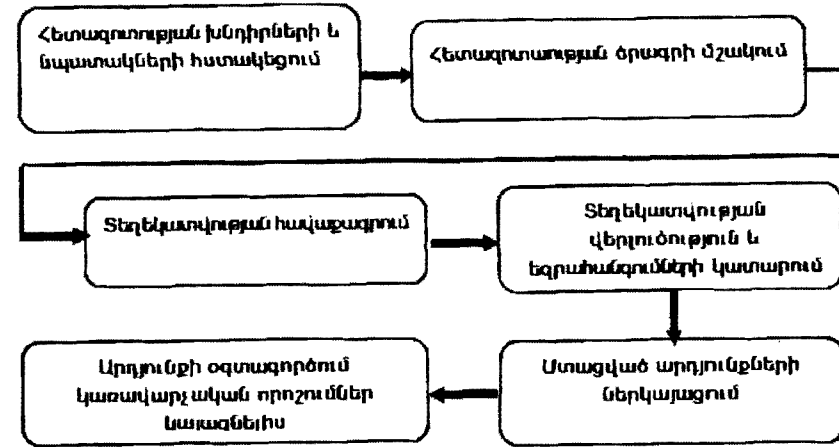 Հետազոտության խնդիրների և
նպատակների հստակեցում
Հետազոտության ծրագրի մշակում
Տեղեկատվության հավաքագրում
Տեղեկատվության
վերլուծություն և
եզրահանգումների կատարում
Արդյունքի օգտագործում
կառավարչական որոշումներ
կայացնելիս
Ստացված արդյունքների
ներկայացում